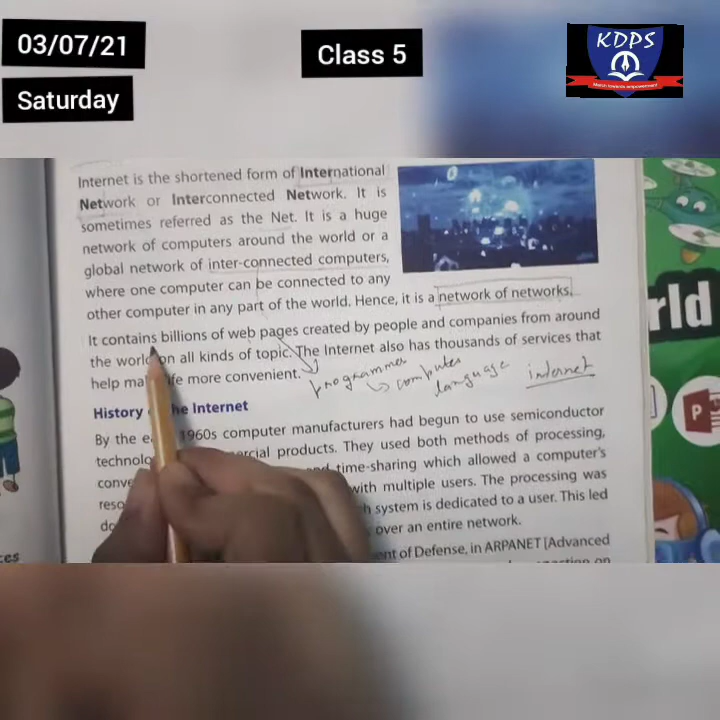 03/07/21
Saturday
Class 5
KDPS
March towards empowerment
Internet is the shortened form of International
Network or Interconnected Network. It is
sometimes referred as the Net. It is a huge
network of computers around the world or a
global network of inter-connected computers,
where one computer can be connected to any
other computer in any part of the world. Hence, it is a network of networks.
It contains billions of web pages created by people and companies from around
the world on all kinds of topic. The Internet also has thousands of services that
help make life more convenient.
programmer
computer
language
internet
History of the Internet
By the 1960s computer manufacturers had begun to use semiconductor
products. They used both methods of processing,
time-sharing which allowed a computer's
with multiple users. The processing was
system is dedicated to a user. This led
over an entire network.
of Defense, in ARPANET [Advanced
on
rld
P